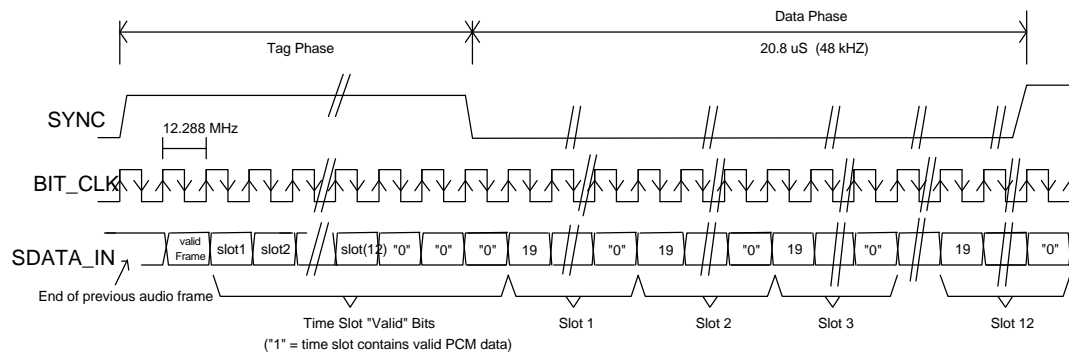 Data Phase
Tag Phase
20.8 uS (48 kHZ)
SYNC
12.288 MHz
BIT_CLK
SDATA_IN
valid
Frame
slot1
slot2
slot(12)
"0"
"0"
"0"
19
"0"
19
"0"
19
"0"
19
"0"
End of previous audio frame
Time Slot "Valid" Bits
("1" = time slot contains valid PCM data)
Slot 1
Slot 2
Slot 3
Slot 12